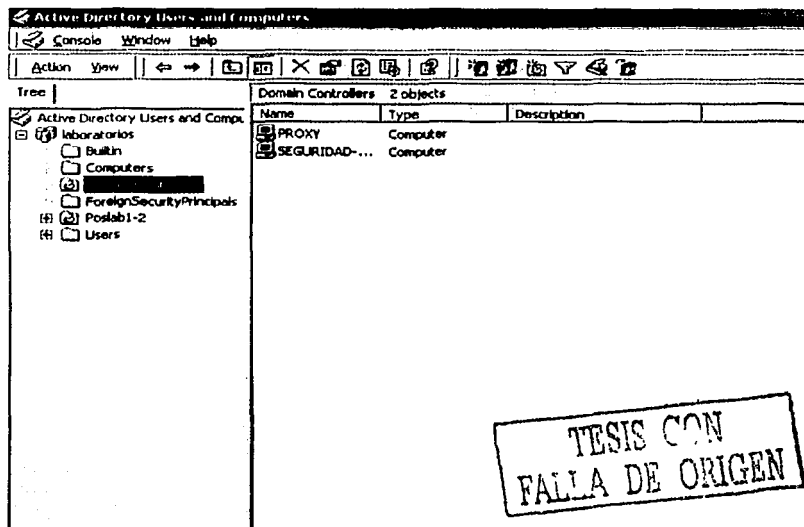 Active Directory Users and Computers
Console Window Help
Action View
Tree
Domain Controllers 2 objects
Active Directory Users and Compu
Name Type Description
laboratorios
PROXY Computer
Builtin
SEGURIDAD-... Computer
Computers
ForeignSecurityPrincipals
Poslab1-2
Users
TESIS CON
FALLA DE ORIGEN